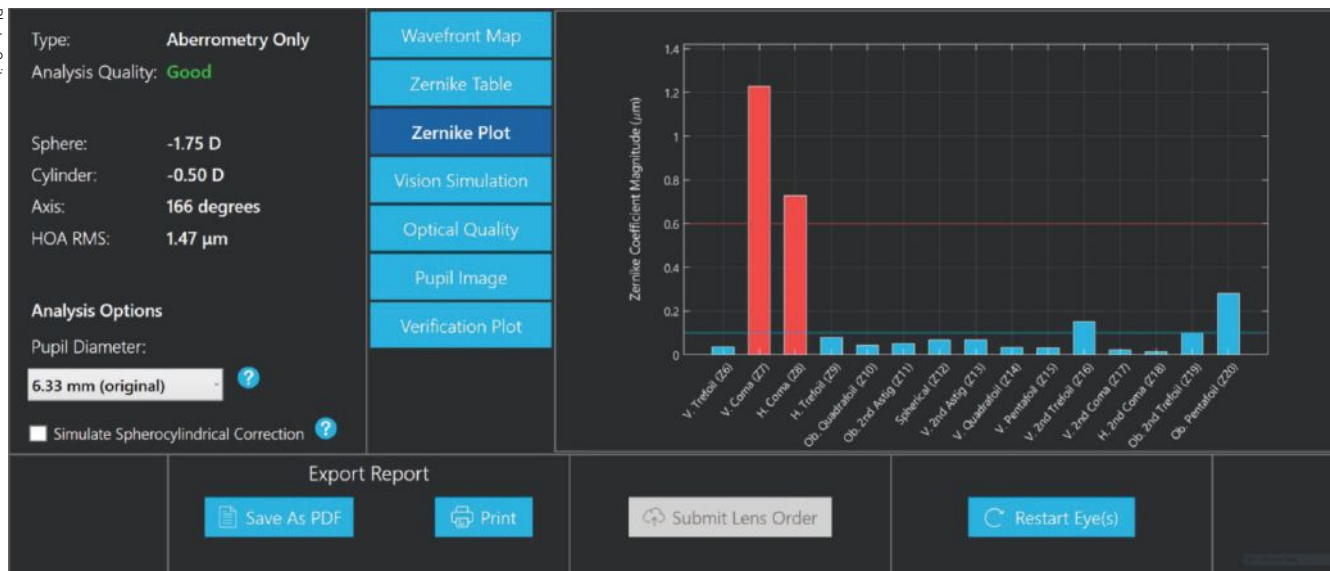 Type: Aberrometry Only
Analysis Quality: Good
Sphere: -1.75 D
Cylinder: -0.50 D
Axis: 166 degrees
HOA RMS: 1.47 μm
Analysis Options
Pupil Diameter:
6.33 mm (original)
?
Simulate Spherocylindrical Correction ?
Wavefront Map
Zernike Table
Zernike Plot
Vision Simulation
Optical Quality
Pupil Image
Verification Plot
Zernike Coefficient Magnitude (μm)
1.4
1.2
1
0.8
0.6
0.4
0.2
0
V. Trefoil (Z6)
V. Coma (Z7)
H. Coma (Z8)
H. Trefoil (Z9)
Ob. Quadrafoil (Z10)
Ob. 2nd Astig (Z11)
Spherical (Z12)
V. 2nd Astig (Z13)
V. Quadrafoil (Z14)
V. Pentafoil (Z15)
V. 2nd Trefoil (Z16)
V. 2nd Coma (Z17)
H. 2nd Coma (Z18)
Ob. 2nd Trefoil (Z19)
Ob. Pentafoil (Z20)
Export Report
Save As PDF
Print
Submit Lens Order
Restart Eye(s)